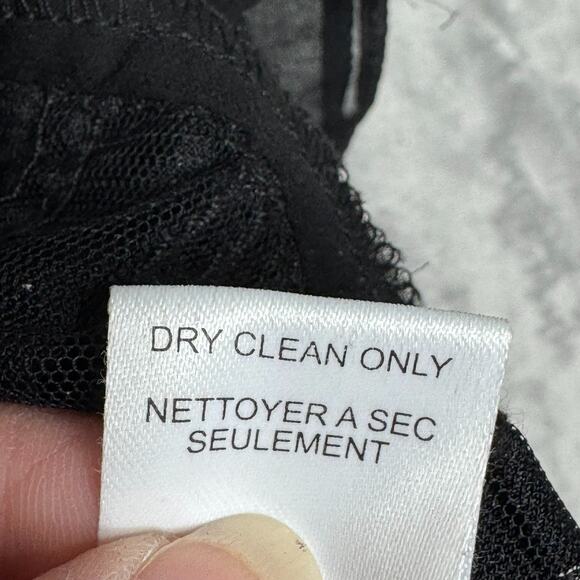 DRY CLEAN ONLY
NETTOYER A SEC
SEULEMENT